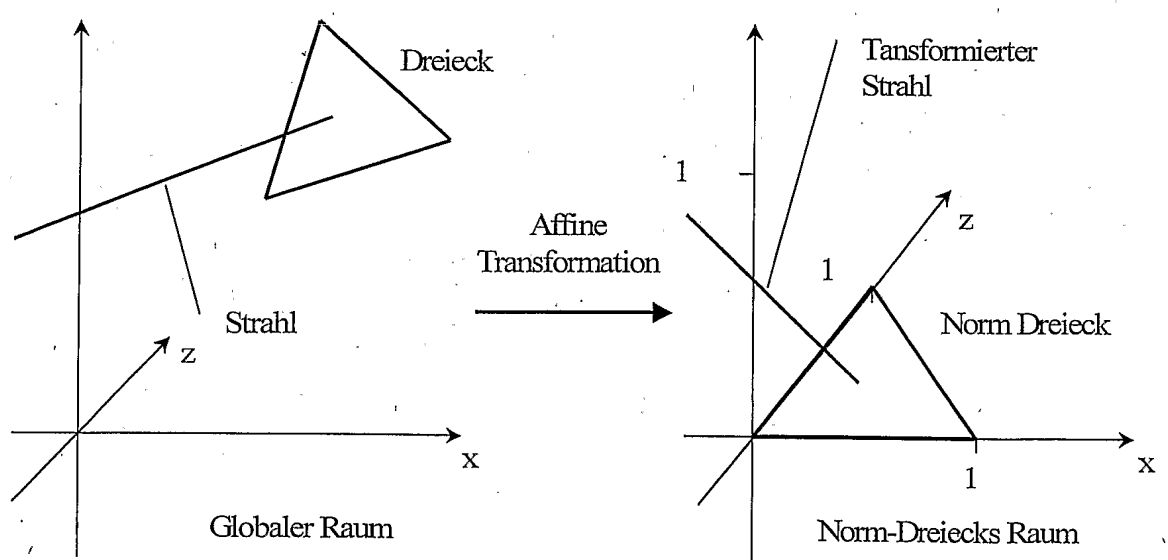 Dreieck
Strahl
z
x
Globaler Raum
Affine
Transformation
Tansformierter
Strahl
1
z
1
Norm Dreieck
x
1
Norm-Dreiecks Raum